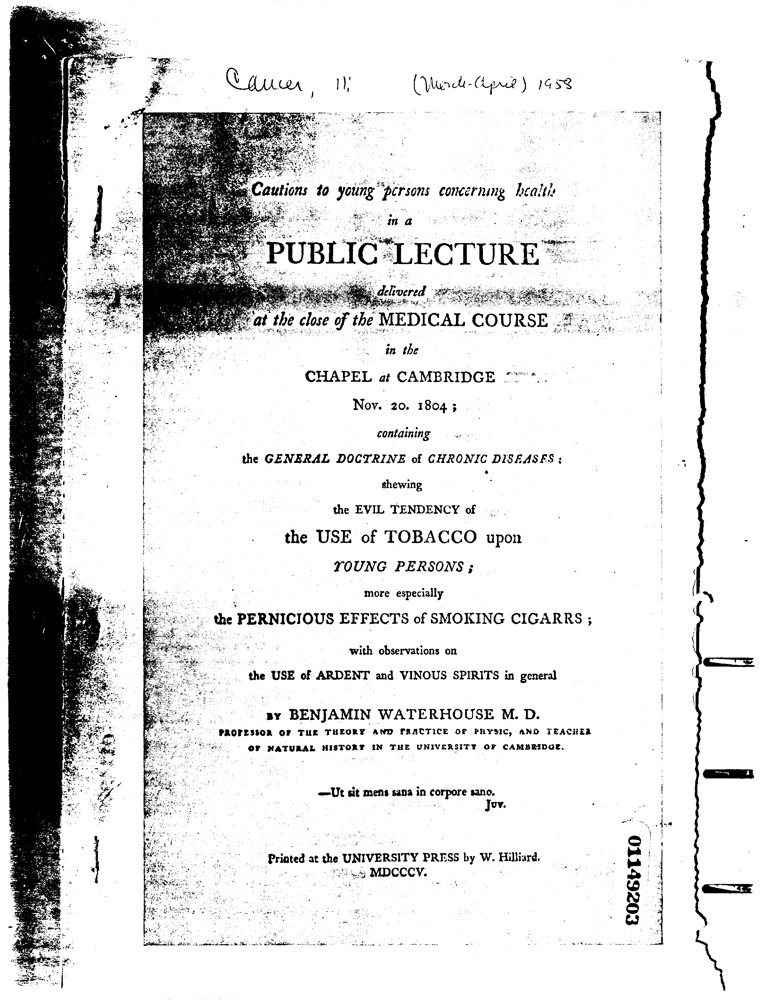 Cancer, 11: (March-April) 1958
Cautions to young persons concerning health
in a
PUBLIC LECTURE
delivered
at the close of the MEDICAL COURSE
in the
CHAPEL at CAMBRIDGE
Nov. 20. 1804 ;
containing
the GENERAL DOCTRINE of CHRONIC DISEASES ;
shewing
the EVIL TENDENCY of
the USE of TOBACCO upon
YOUNG PERSONS ;
more especially
the PERNICIOUS EFFECTS of SMOKING CIGARRS ;
with observations on
the USE of ARDENT and VINOUS SPIRITS in general
BY BENJAMIN WATERHOUSE M. D.
PROFESSOR OF THE THEORY AND PRACTICE OF PHYSIC, AND TEACHER
OF NATURAL HISTORY IN THE UNIVERSITY OF CAMBRIDGE.
—Ut sit mens sana in corpore sano.
Juv.
Printed at the UNIVERSITY PRESS by W. Hilliard.
MDCCCV.
01149203